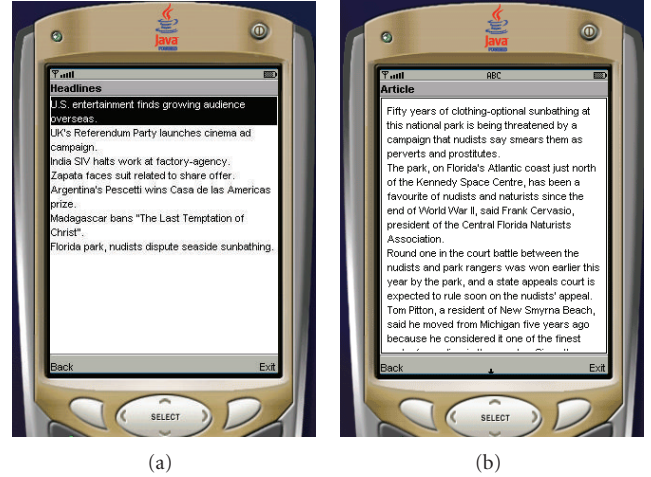 Java
POWERED
Headlines
U.S. entertainment finds growing audience
overseas.
UK's Referendum Party launches cinema ad
campaign.
India SIV halts work at factory-agency.
Zapata faces suit related to share offer.
Argentina's Pescetti wins Casa de las Americas
prize.
Madagascar bans "The Last Temptation of
Christ".
Florida park, nudists dispute seaside sunbathing.
Back Exit
SELECT
(a)
Java
POWERED
ABC
Article
Fifty years of clothing-optional sunbathing at
this national park is being threatened by a
campaign that nudists say smears them as
perverts and prostitutes.
The park, on Florida's Atlantic coast just north
of the Kennedy Space Centre, has been a
favourite of nudists and naturists since the
end of World War II, said Frank Cervasio,
president of the Central Florida Naturists
Association.
Round one in the court battle between the
nudists and park rangers was won earlier this
year by the park, and a state appeals court is
expected to rule soon on the nudists' appeal.
Tom Pitton, a resident of New Smyrna Beach,
said he moved from Michigan five years ago
because he considered it one of the finest
Back Exit
SELECT
(b)